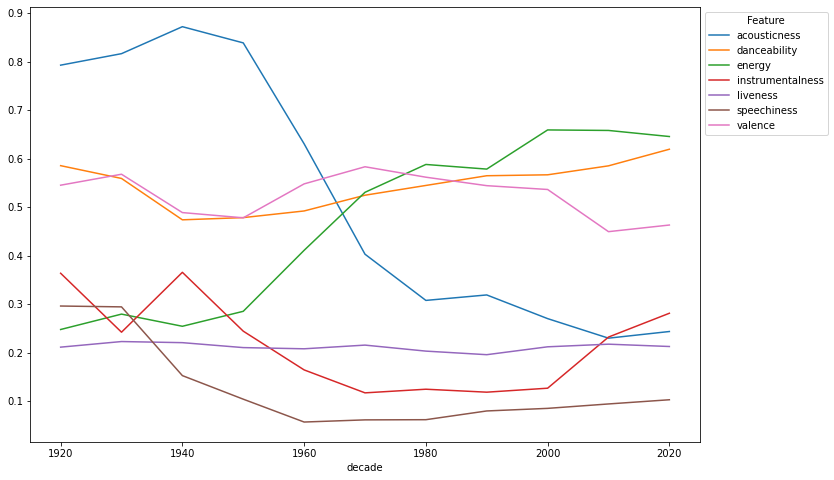 Feature
acousticness
danceability
energy
instrumentalness
liveness
speechiness
valence
0.9
0.8
0.7
0.6
0.5
0.4
0.3
0.2
0.1
1920 1940 1960 1980 2000 2020
decade